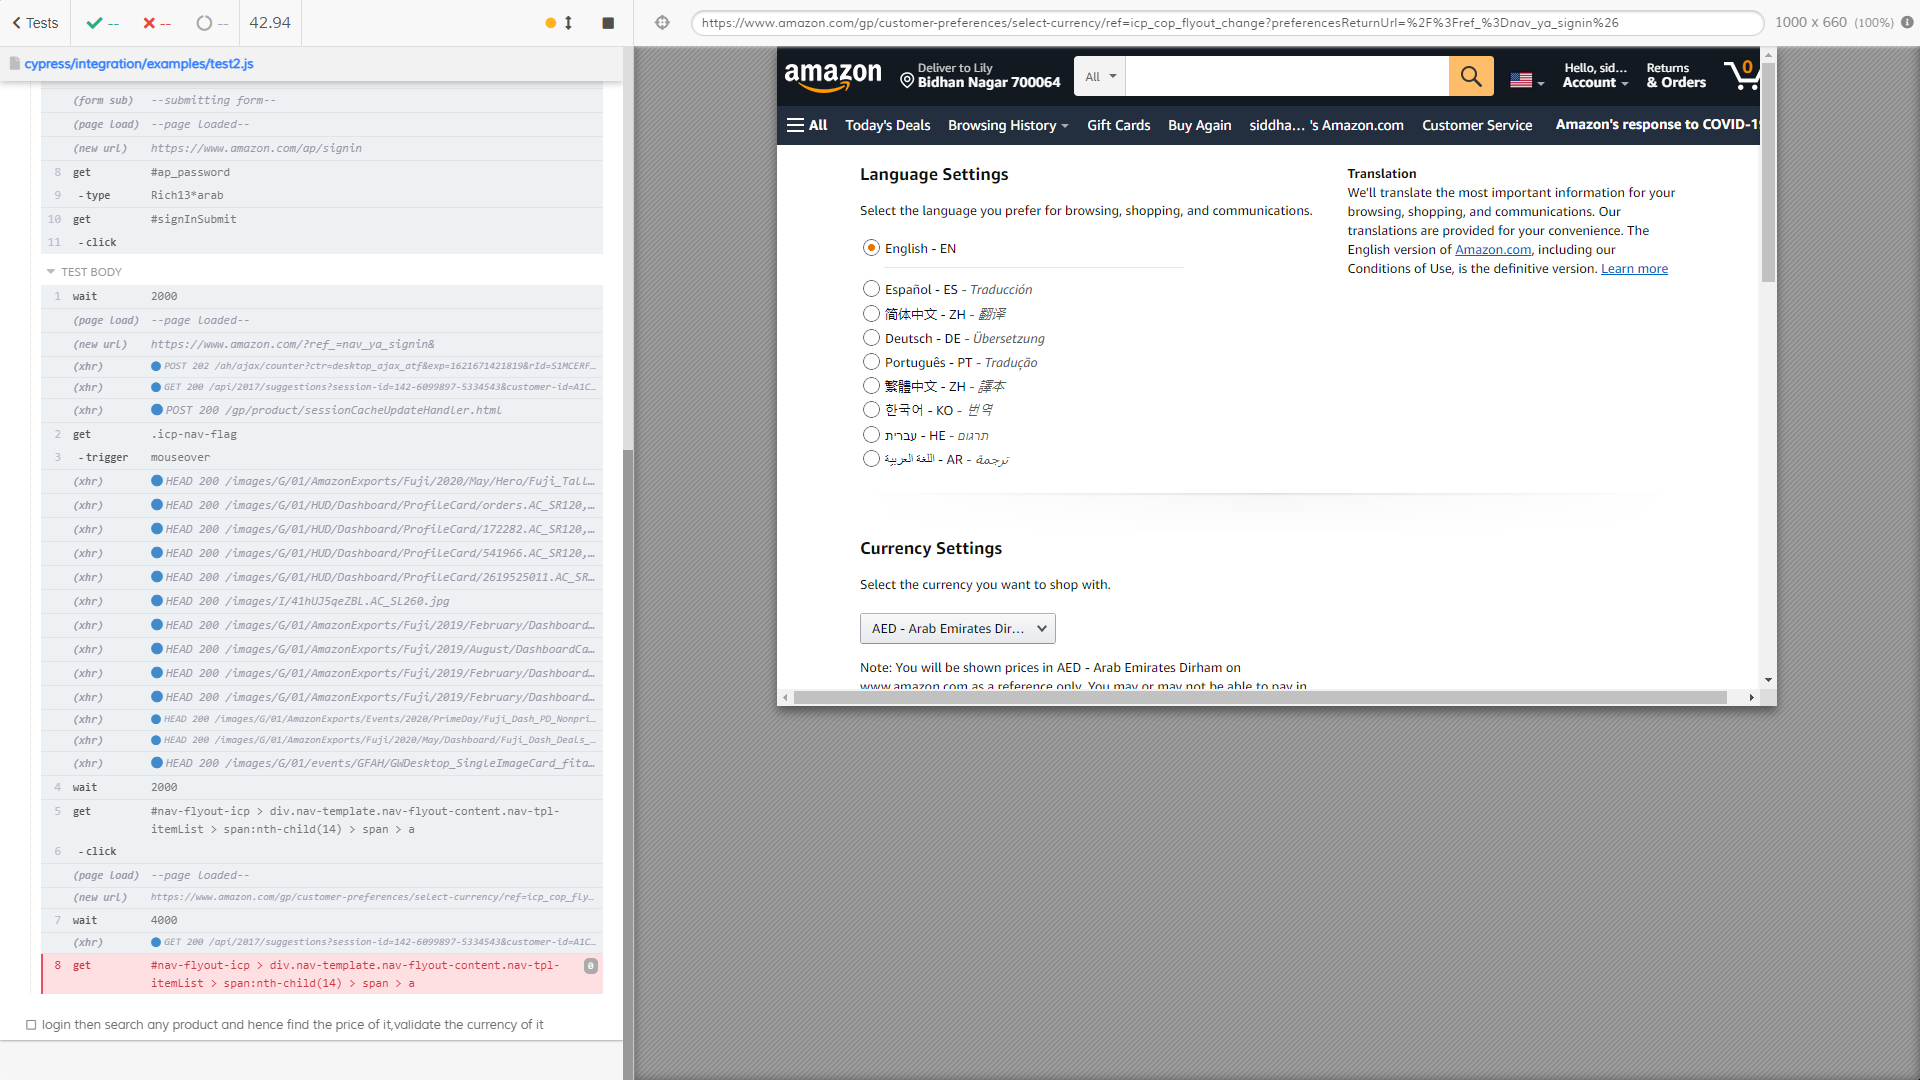 Tests
--
--
--
42.94
https://www.amazon.com/gp/customer-preferences/select-currency/ref=icp_cop_flyout_change?preferencesReturnUrl=%2F%3Fref_%3Dnav_ya_signin%26
1000 x 660 (100%)
cypress/integration/examples/test2.js
(form sub) --submitting form--
(page load) --page loaded--
(new url) https://www.amazon.com/ap/signin
8 get #ap_password
9 -type Rich13*arab
10 get #signInSubmit
11 -click
TEST BODY
1 wait 2000
(page load) --page loaded--
(new url) https://www.amazon.com/?ref_=nav_ya_signin&
(xhr) POST 202 /ah/ajax/counter?ctr=desktop_ajax_atf&exp=1621671421819&rId=S1MCERF...
(xhr) GET 200 /api/2017/suggestions?session-id=142-6099897-5334543&customer-id=A1C...
(xhr) POST 200 /gp/product/sessionCacheUpdateHandler.html
2 get .icp-nav-flag
3 -trigger mouseover
(xhr) HEAD 200 /images/G/01/AmazonExports/Fuji/2020/May/Hero/Fuji_Tall...
(xhr) HEAD 200 /images/G/01/HUD/Dashboard/ProfileCard/orders.AC_SR120,...
(xhr) HEAD 200 /images/G/01/HUD/Dashboard/ProfileCard/172282.AC_SR120,...
(xhr) HEAD 200 /images/G/01/HUD/Dashboard/ProfileCard/541966.AC_SR120,...
(xhr) HEAD 200 /images/G/01/HUD/Dashboard/ProfileCard/2619525011.AC_SR...
(xhr) HEAD 200 /images/I/41hUJ5qeZBL.AC_SL260.jpg
(xhr) HEAD 200 /images/G/01/AmazonExports/Fuji/2019/February/Dashboard...
(xhr) HEAD 200 /images/G/01/AmazonExports/Fuji/2019/August/DashboardCa...
(xhr) HEAD 200 /images/G/01/AmazonExports/Fuji/2019/February/Dashboard...
(xhr) HEAD 200 /images/G/01/AmazonExports/Fuji/2019/February/Dashboard...
(xhr) HEAD 200 /images/G/01/AmazonExports/Events/2020/PrimeDay/Fuji_Dash_PD_Nonpri...
(xhr) HEAD 200 /images/G/01/AmazonExports/Fuji/2020/May/Dashboard/Fuji_Dash_Deals_...
(xhr) HEAD 200 /images/G/01/events/GFAH/GWDesktop_SingleImageCard_fita...
4 wait 2000
5 get #nav-flyout-icp > div.nav-template.nav-flyout-content.nav-tpl-
itemList > span:nth-child(14) > span > a
6 -click
(page load) --page loaded--
(new url) https://www.amazon.com/gp/customer-preferences/select-currency/ref=icp_cop_fly...
7 wait 4000
(xhr) GET 200 /api/2017/suggestions?session-id=142-6099897-5334543&customer-id=A1C...
8 get #nav-flyout-icp > div.nav-template.nav-flyout-content.nav-tpl- 0
itemList > span:nth-child(14) > span > a
login then search any product and hence find the price of it,validate the currency of it
amazon
Deliver to Lily
Bidhan Nagar 700064
All
Hello, sid...
Account
Returns
& Orders
0
All Today's Deals Browsing History Gift Cards Buy Again siddha... 's Amazon.com Customer Service Amazon's response to COVID-19
Language Settings
Select the language you prefer for browsing, shopping, and communications.
English - EN
Español - ES - Traducción
简体中文 - ZH - 翻译
Deutsch - DE - Übersetzung
Português - PT - Tradução
繁體中文 - ZH - 譯本
한국어 - KO - 번역
עברית - HE - תרגום
اللغة العربية - AR - ترجمة
Translation
We'll translate the most important information for your
browsing, shopping, and communications. Our
translations are provided for your convenience. The
English version of Amazon.com, including our
Conditions of Use, is the definitive version. Learn more
Currency Settings
Select the currency you want to shop with.
AED - Arab Emirates Dir...
Note: You will be shown prices in AED - Arab Emirates Dirham on
www.amazon.com as a reference only. You may or may not be able to pay in